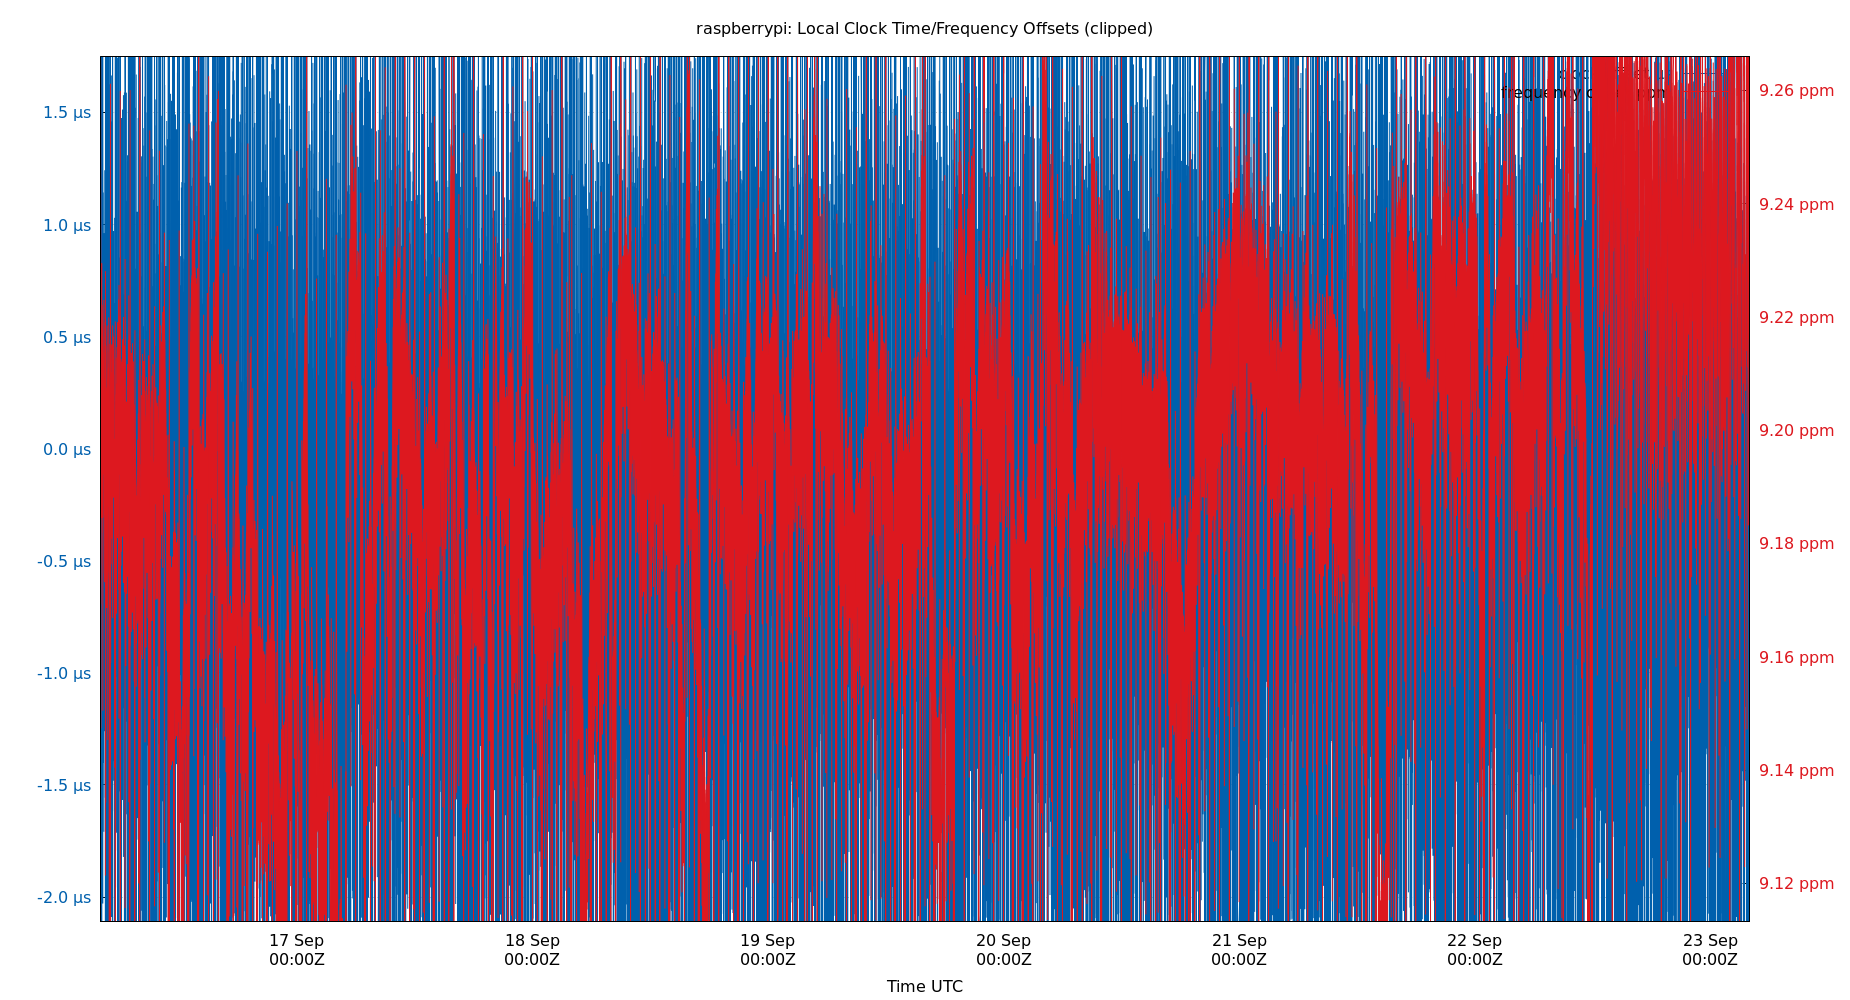 raspberrypi: Local Clock Time/Frequency Offsets (clipped)
frequency ppm
1.5 µs
1.0 µs
0.5 µs
0.0 µs
-0.5 µs
-1.0 µs
-1.5 µs
-2.0 µs
9.26 ppm
9.24 ppm
9.22 ppm
9.20 ppm
9.18 ppm
9.16 ppm
9.14 ppm
9.12 ppm
17 Sep
00:00Z
18 Sep
00:00Z
19 Sep
00:00Z
20 Sep
00:00Z
21 Sep
00:00Z
22 Sep
00:00Z
23 Sep
00:00Z
Time UTC